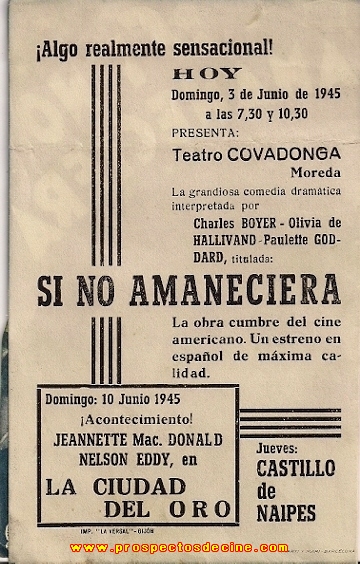 ¡Algo realmente sensacional!
HOY
Domingo, 3 de Junio de 1945
a las 7,30 y 10,30
PRESENTA:
Teatro COVADONGA
Moreda
La grandiosa comedia dramática
interpretada por
Charles BOYER - Olivia de
HALLIVAND - Paulette GOD-
DARD, titulada:
SI NO AMANECIERA
La obra cumbre del cine
americano. Un estreno en
español de máxima ca-
lidad.
Domingo: 10 Junio 1945
¡Acontecimiento!
JEANNETTE Mac. DONALD
NELSON EDDY, en
LA CIUDAD
DEL ORO
Jueves:
CASTILLO
de
NAIPES
IMP. "LA VERSAL" - GIJÓN
BARCELONA
www.prospectosdecine.com